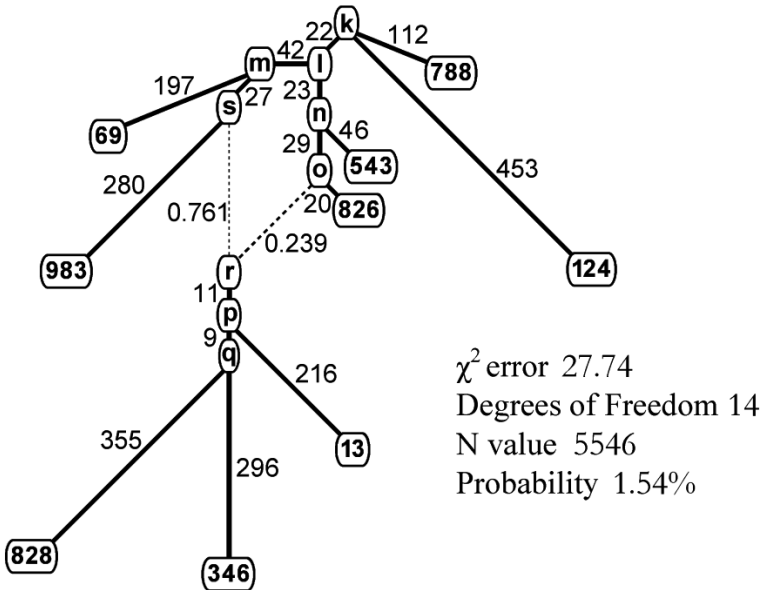 k
22
112
m
42
l
788
197
27
23
s
n
69
46
29
543
280
o
453
20
826
0.761
0.239
983
r
124
11
p
9
q
216
χ² error 27.74
Degrees of Freedom 14
355
13
N value 5546
296
Probability 1.54%
828
346